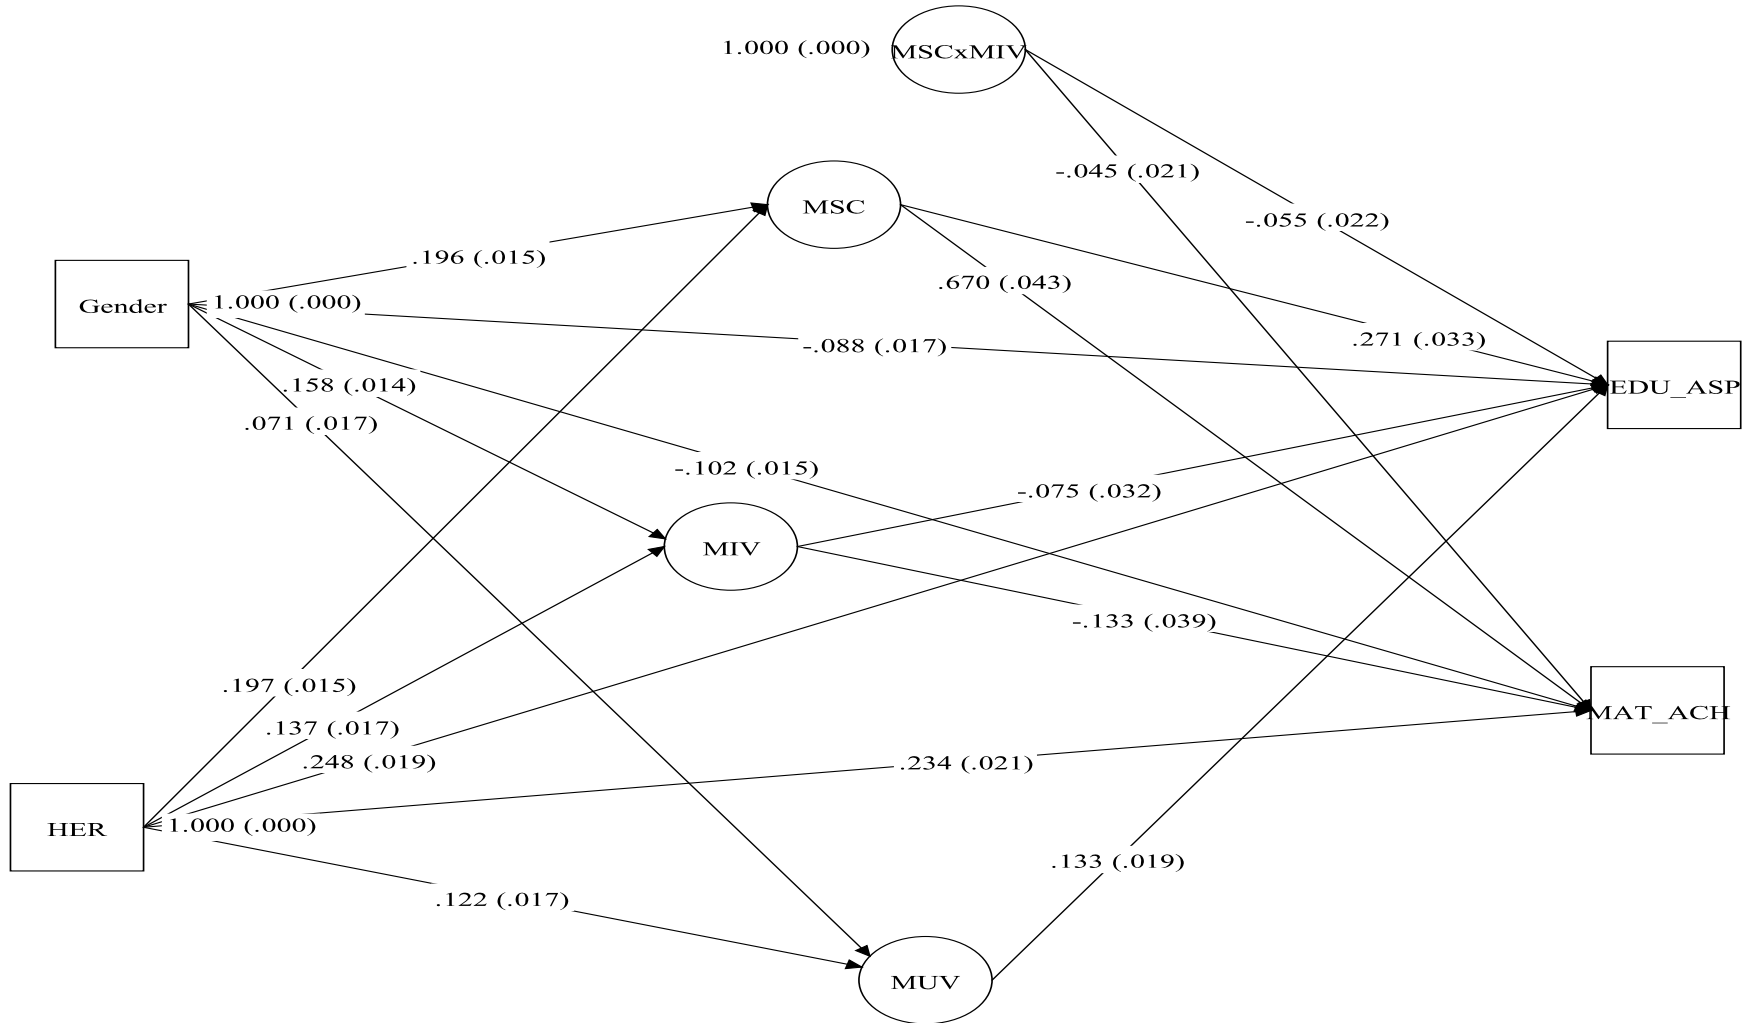 1.000 (.000)
MSCxMIV
-.045 (.021)
MSC
-.055 (.022)
.196 (.015)
.670 (.043)
Gender
1.000 (.000)
.271 (.033)
-.088 (.017)
.158 (.014)
EDU_ASP
.071 (.017)
-.102 (.015)
-.075 (.032)
MIV
-.133 (.039)
.197 (.015)
MAT_ACH
.137 (.017)
.248 (.019)
.234 (.021)
HER
1.000 (.000)
.133 (.019)
.122 (.017)
MUV